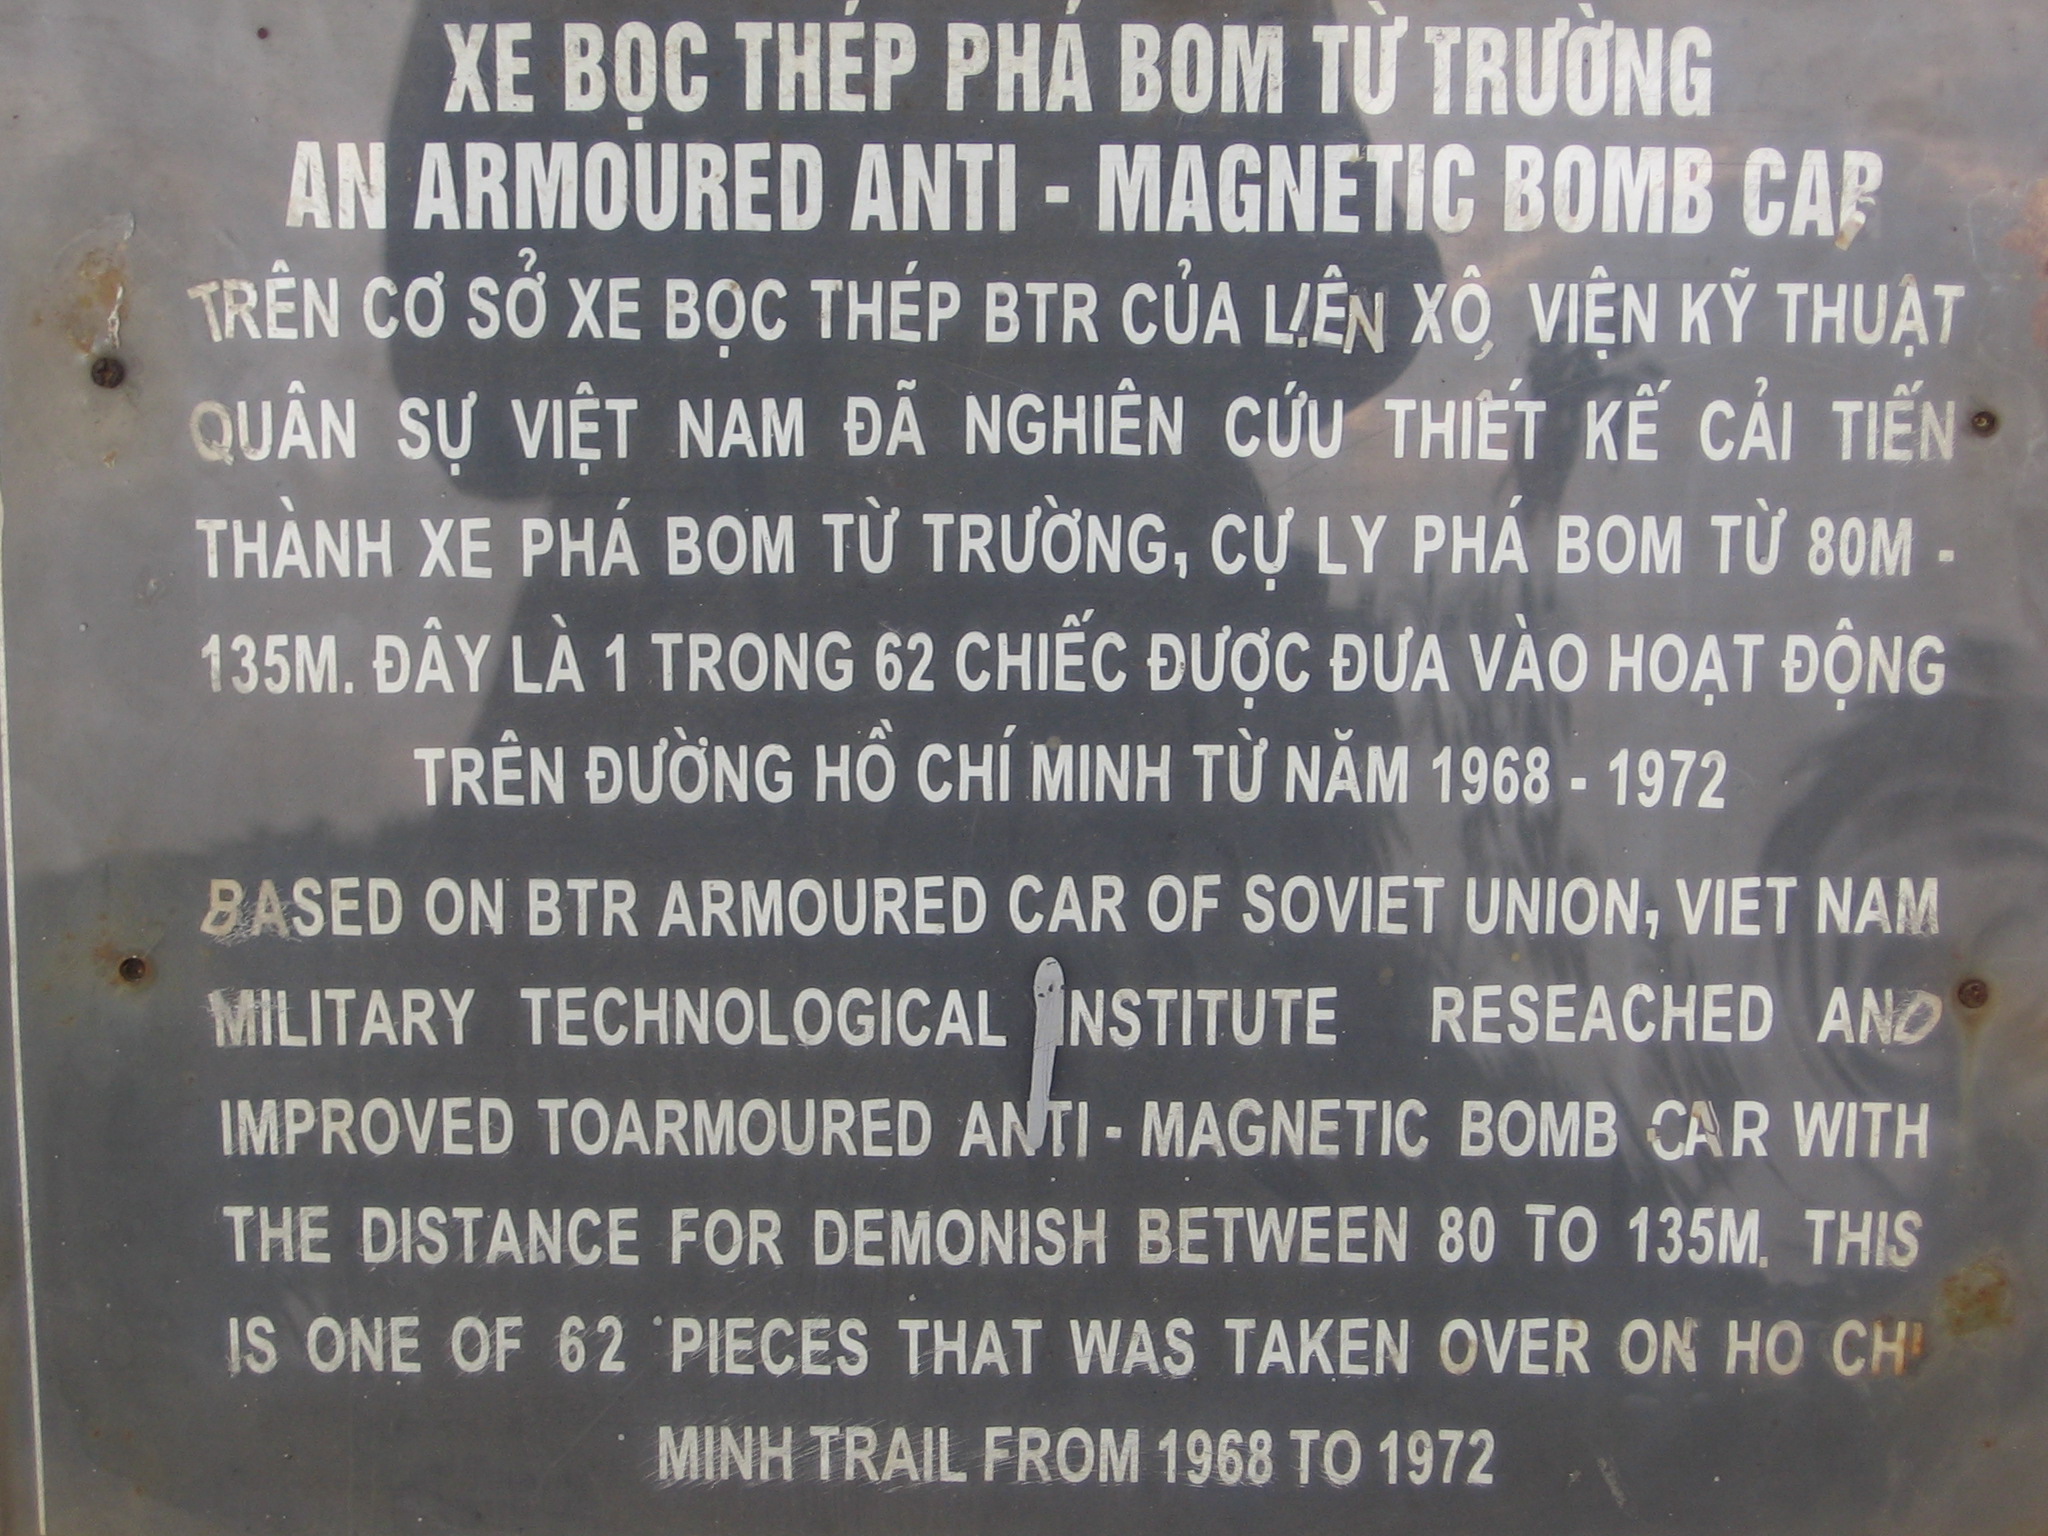 XE BỌC THÉP PHÁ BOM TỪ TRƯỜNG
AN ARMOURED ANTI - MAGNETIC BOMB CAR
TRÊN CƠ SỞ XE BỌC THÉP BTR CỦA LIÊN XÔ, VIỆN KỸ THUẬT
QUÂN SỰ VIỆT NAM ĐÃ NGHIÊN CỨU THIẾT KẾ CẢI TIẾN
THÀNH XE PHÁ BOM TỪ TRƯỜNG, CỰ LY PHÁ BOM TỪ 80M -
135M. ĐÂY LÀ 1 TRONG 62 CHIẾC ĐƯỢC ĐƯA VÀO HOẠT ĐỘNG
TRÊN ĐƯỜNG HỒ CHÍ MINH TỪ NĂM 1968 - 1972
BASED ON BTR ARMOURED CAR OF SOVIET UNION, VIET NAM
MILITARY TECHNOLOGICAL INSTITUTE RESEACHED AND
IMPROVED TOARMOURED ANTI - MAGNETIC BOMB CAR WITH
THE DISTANCE FOR DEMONISH BETWEEN 80 TO 135M. THIS
IS ONE OF 62 PIECES THAT WAS TAKEN OVER ON HO CHI
MINH TRAIL FROM 1968 TO 1972